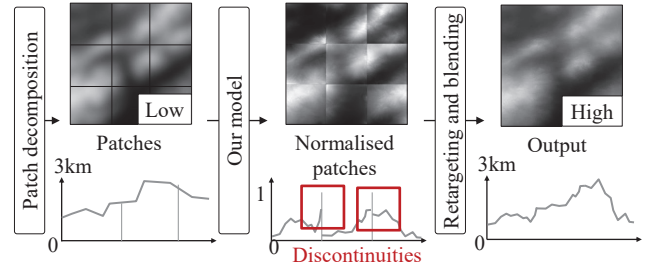 Patch decomposition
Low
Patches
3km
0
Our model
Normalised
patches
1
0
Discontinuities
Retargeting and blending
High
Output
3km
0